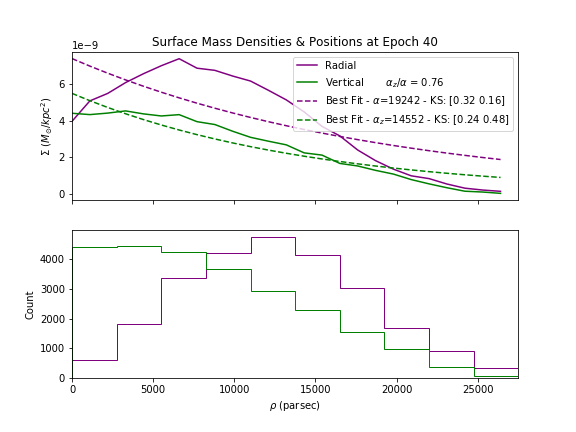 Surface Mass Densities & Positions at Epoch 40
1e−9
Radial
Vertical α_z/α = 0.76
Best Fit - α=19242 - KS: [0.32 0.16]
Best Fit - α_z=14552 - KS: [0.24 0.48]
6
4
2
0
Σ (M_⊙/kpc²)
4000
3000
2000
1000
0
Count
0 5000 10000 15000 20000 25000
ρ (parsec)